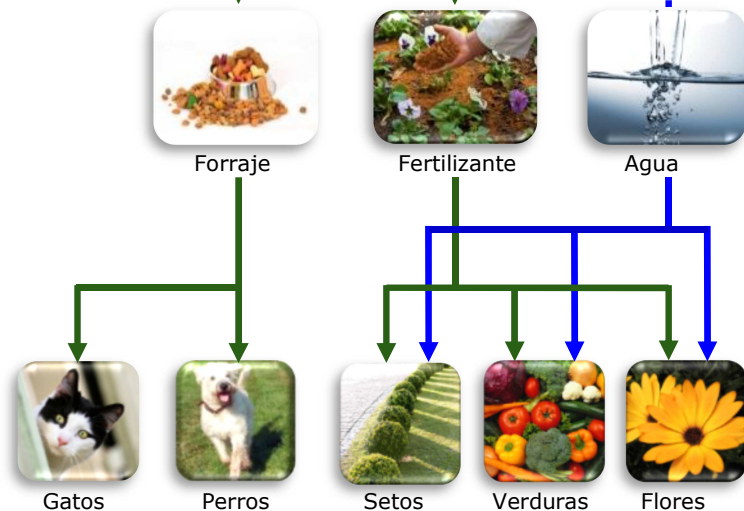 Forraje
Fertilizante
Agua
Gatos
Perros
Setos
Verduras
Flores